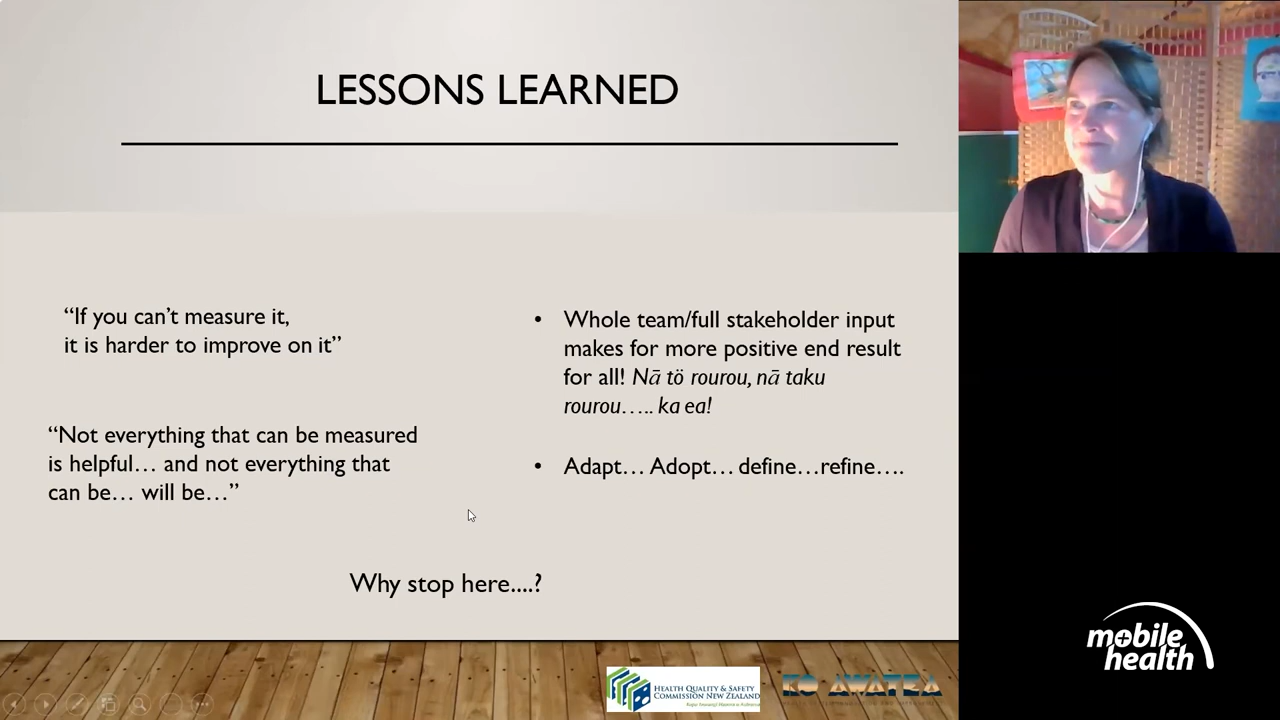 LESSONS LEARNED
“If you can’t measure it,
it is harder to improve on it”
“Not everything that can be measured
is helpful… and not everything that
can be… will be…”
• Whole team/full stakeholder input
makes for more positive end result
for all! Nā tö rourou, nā taku
rourou….. ka ea!
• Adapt… Adopt… define…refine….
Why stop here....?
HEALTH QUALITY & SAFETY
COMMISSION NEW ZEALAND
KO AWATEA
mobile
health